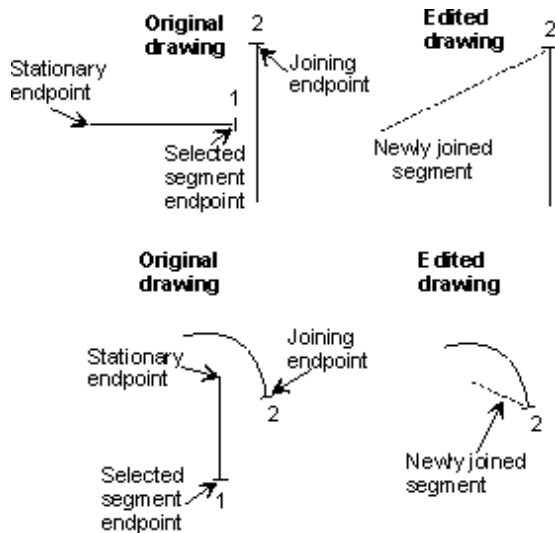 Original
drawing
2
Stationary
endpoint
Joining
endpoint
1
Selected
segment
endpoint
Edited
drawing
2
Newly joined
segment
Original
drawing
Stationary
endpoint
Joining
endpoint
2
Selected
segment
endpoint
1
Edited
drawing
2
Newly joined
segment